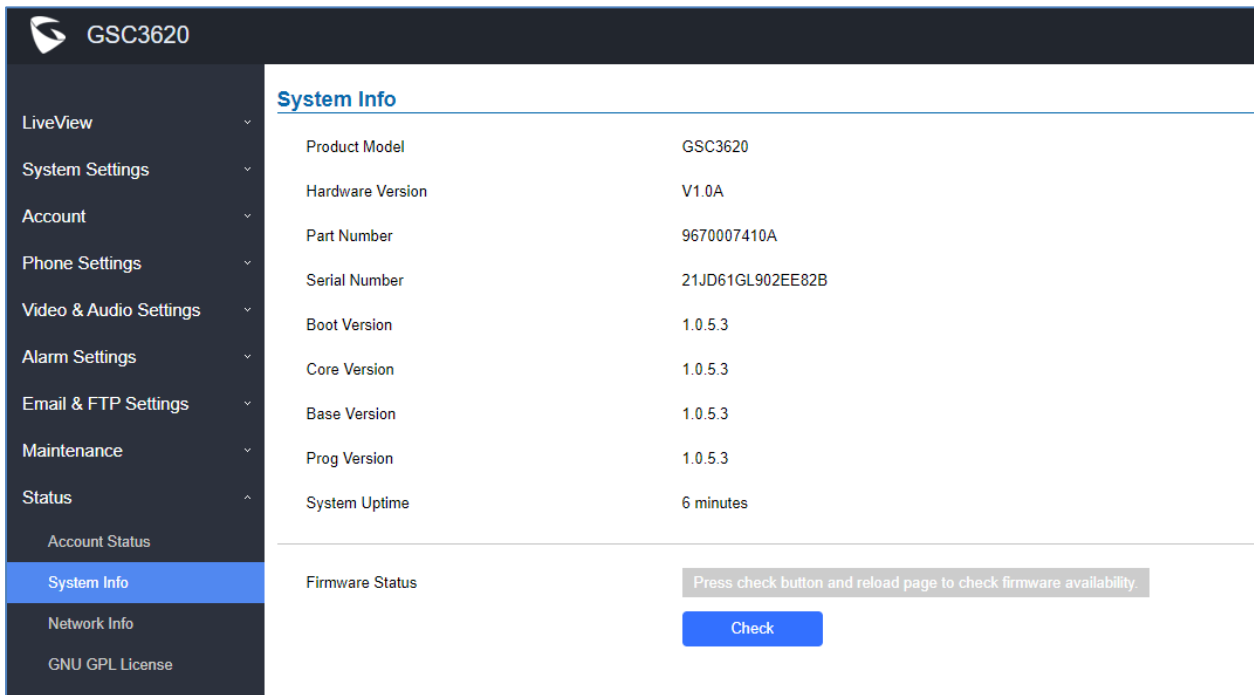 GSC3620
LiveView
System Settings
Account
Phone Settings
Video & Audio Settings
Alarm Settings
Email & FTP Settings
Maintenance
Status
Account Status
System Info
Network Info
GNU GPL License
System Info
Product Model GSC3620
Hardware Version V1.0A
Part Number 9670007410A
Serial Number 21JD61GL902EE82B
Boot Version 1.0.5.3
Core Version 1.0.5.3
Base Version 1.0.5.3
Prog Version 1.0.5.3
System Uptime 6 minutes
Firmware Status Press check button and reload page to check firmware availability.
Check